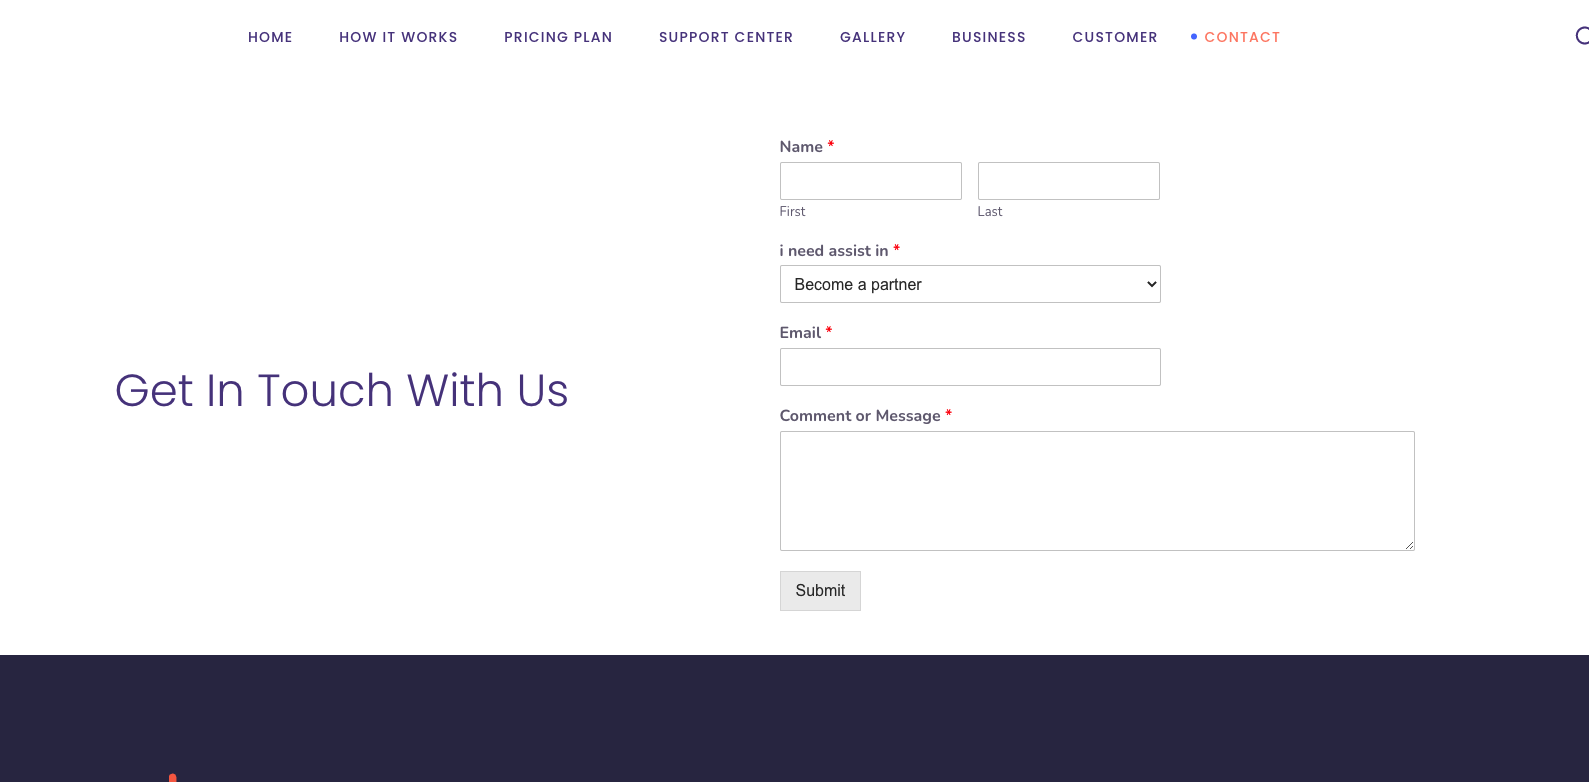 HOME HOW IT WORKS PRICING PLAN SUPPORT CENTER GALLERY BUSINESS CUSTOMER CONTACT
Get In Touch With Us
Name *
First Last
i need assist in *
Become a partner
Email *
Comment or Message *
Submit